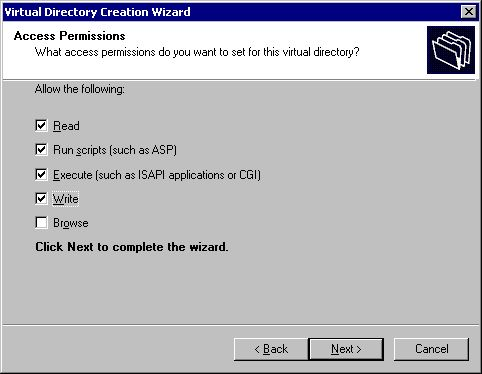 Virtual Directory Creation Wizard
Access Permissions
What access permissions do you want to set for this virtual directory?
Allow the following:
Read
Run scripts (such as ASP)
Execute (such as ISAPI applications or CGI)
Write
Browse
Click Next to complete the wizard.
< Back
Next >
Cancel